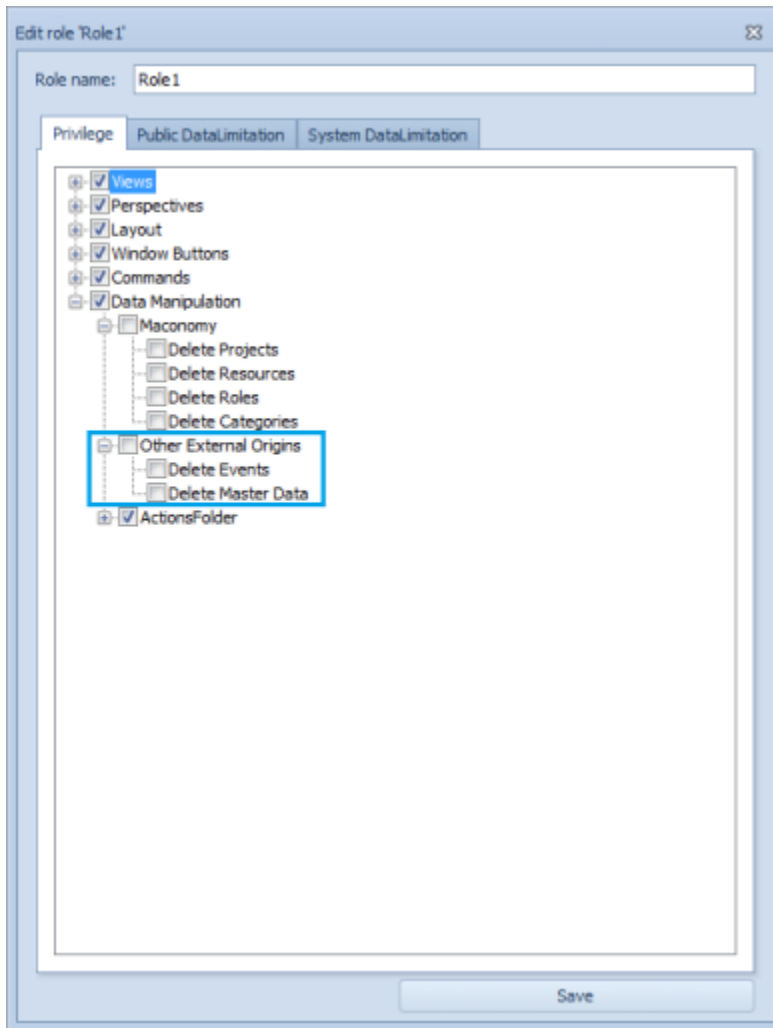 Edit role 'Role1'
Role name: Role1
Privilege Public DataLimitation System DataLimitation
Views
Perspectives
Layout
Window Buttons
Commands
Data Manipulation
Maconomy
Delete Projects
Delete Resources
Delete Roles
Delete Categories
Other External Origins
Delete Events
Delete Master Data
ActionsFolder
Save